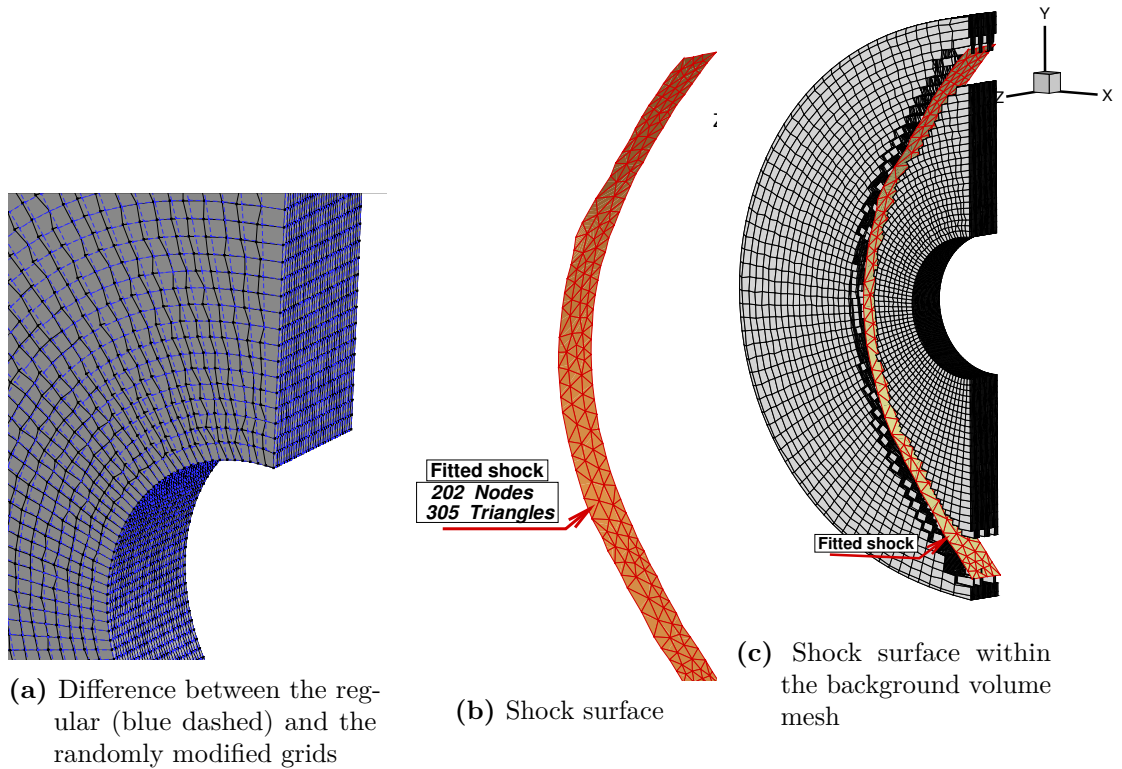 Z
Fitted shock
202 Nodes
305 Triangles
Y
Z
X
Fitted shock
(a) Difference between the reg-
ular (blue dashed) and the
randomly modified grids
(b) Shock surface
(c) Shock surface within
the background volume
mesh